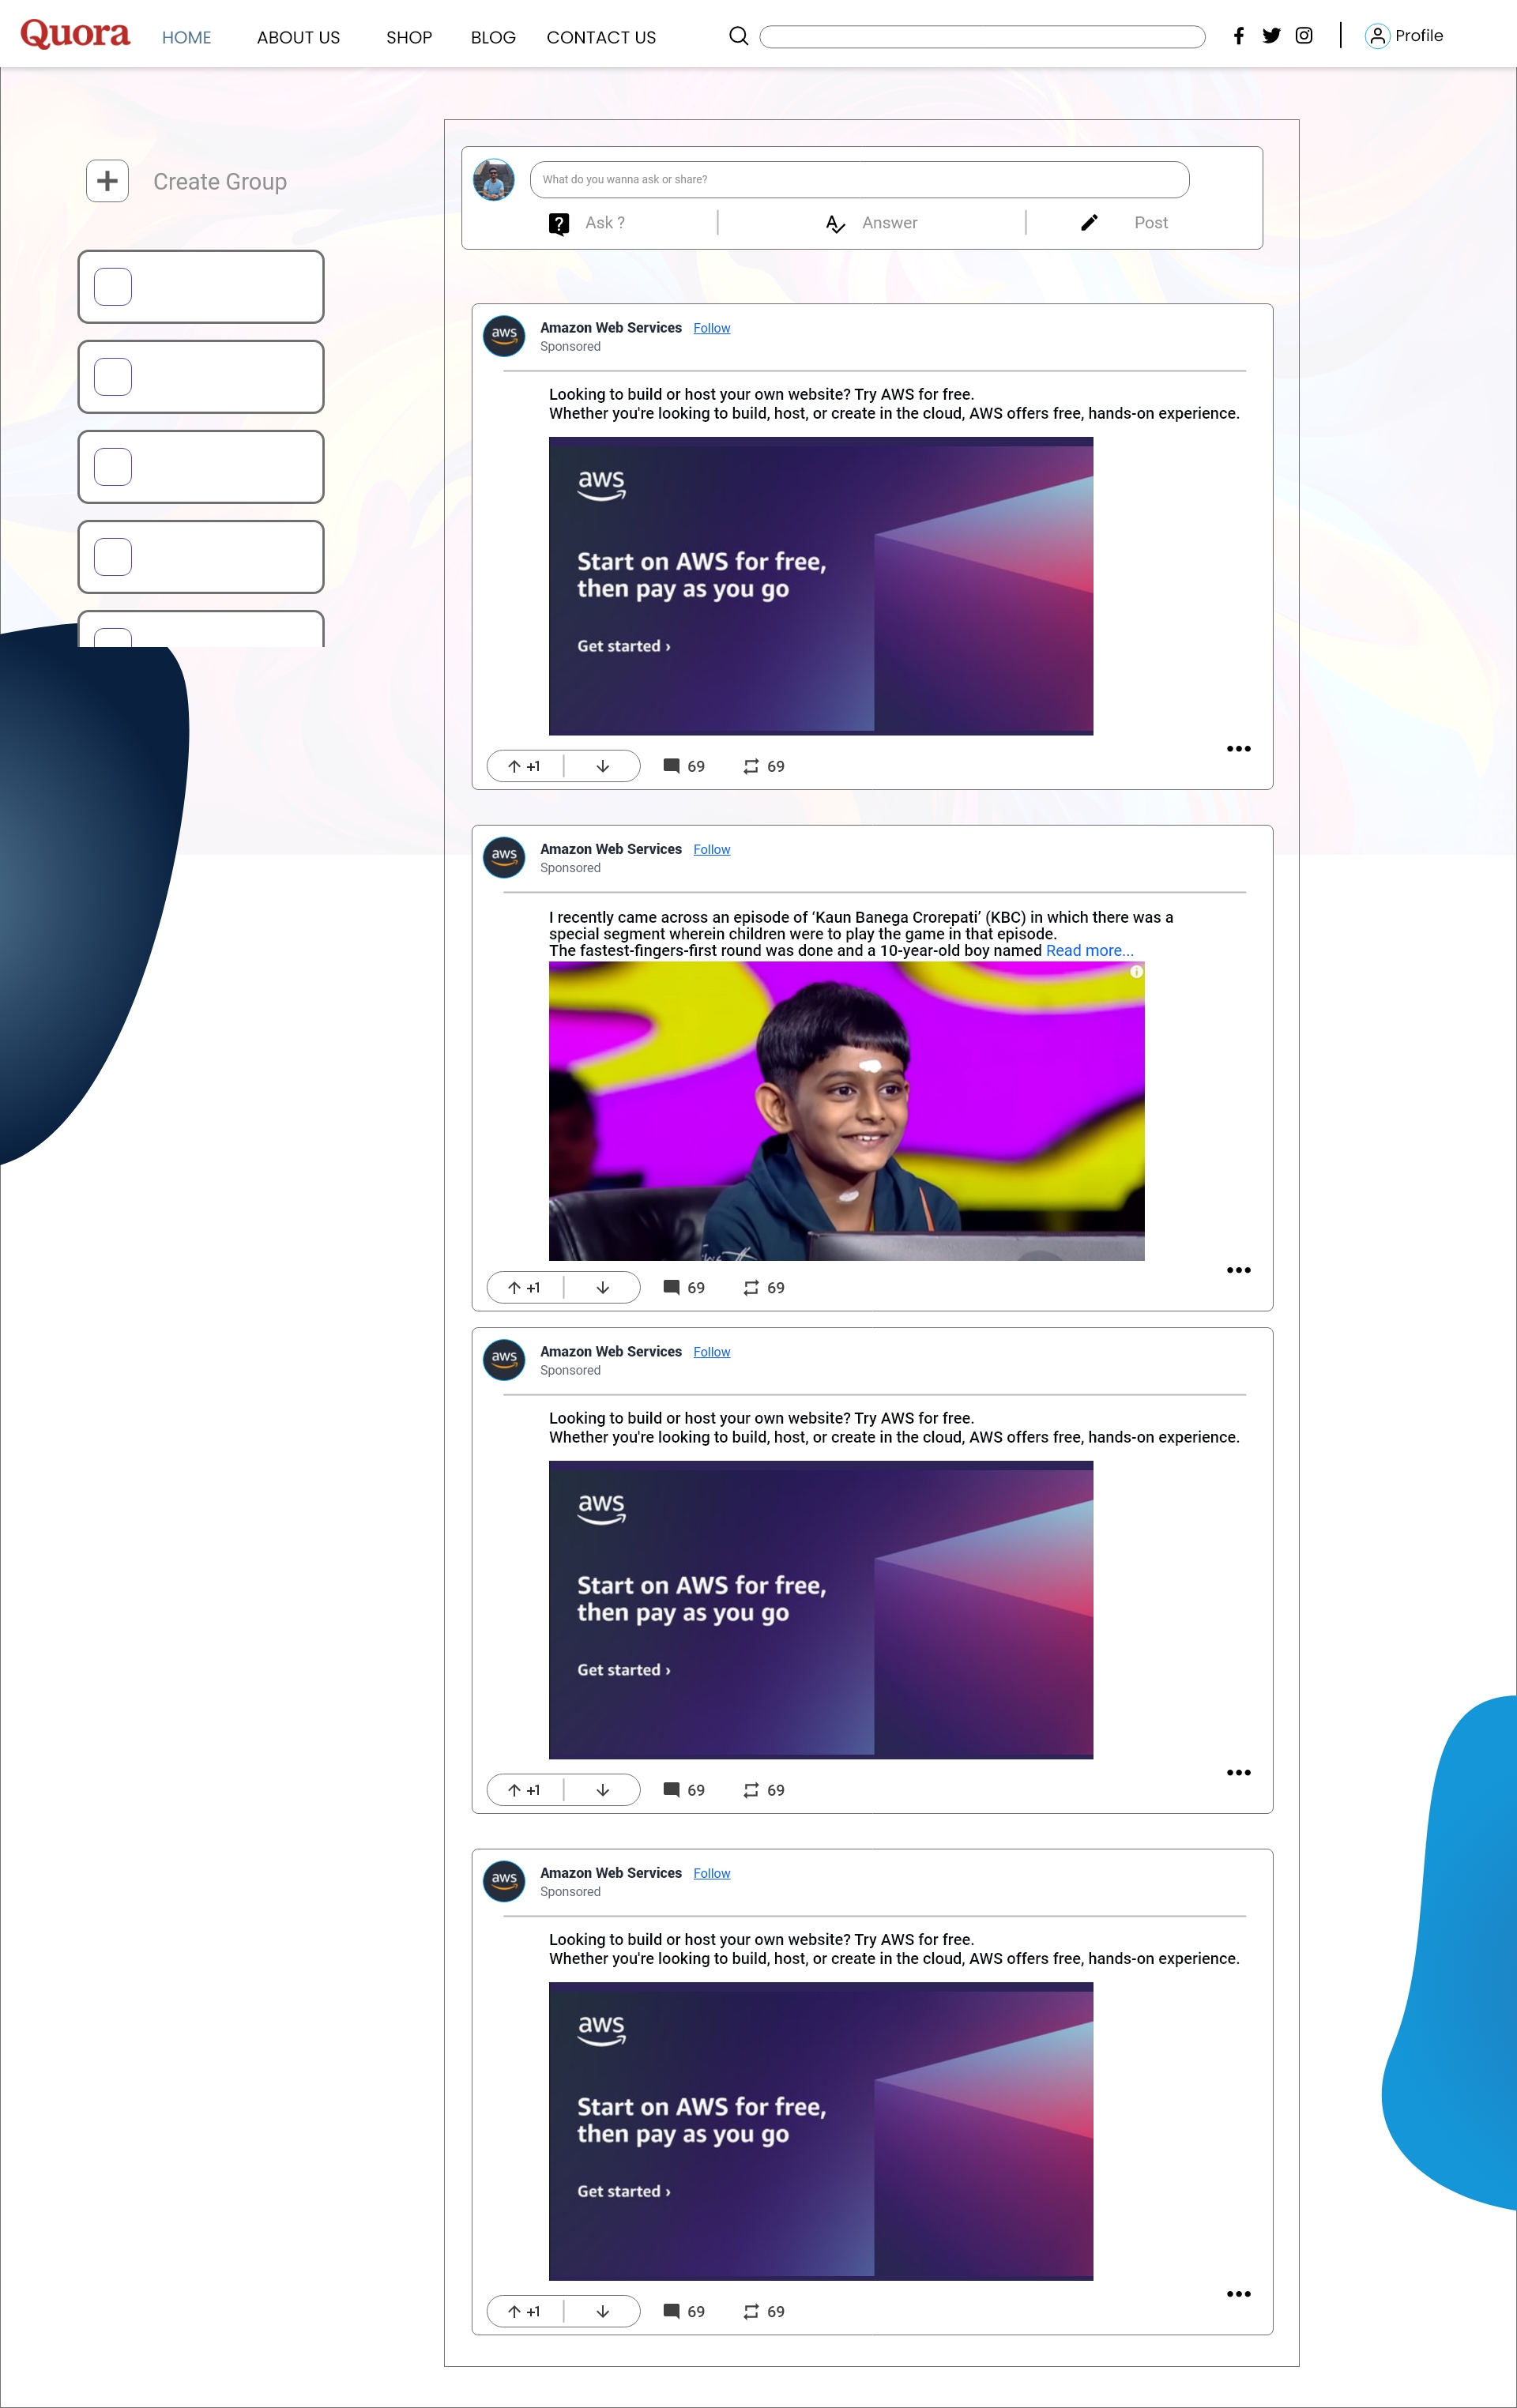 Quora HOME ABOUT US SHOP BLOG CONTACT US Profile
Create Group
What do you wanna ask or share?
Ask ? Answer Post
aws
Amazon Web Services Follow
Sponsored
Looking to build or host your own website? Try AWS for free.
Whether you're looking to build, host, or create in the cloud, AWS offers free, hands-on experience.
aws
Start on AWS for free,
then pay as you go
Get started ›
+1 69 69
aws
Amazon Web Services Follow
Sponsored
I recently came across an episode of ‘Kaun Banega Crorepati’ (KBC) in which there was a
special segment wherein children were to play the game in that episode.
The fastest-fingers-first round was done and a 10-year-old boy named Read more...
+1 69 69
aws
Amazon Web Services Follow
Sponsored
Looking to build or host your own website? Try AWS for free.
Whether you're looking to build, host, or create in the cloud, AWS offers free, hands-on experience.
aws
Start on AWS for free,
then pay as you go
Get started ›
+1 69 69
aws
Amazon Web Services Follow
Sponsored
Looking to build or host your own website? Try AWS for free.
Whether you're looking to build, host, or create in the cloud, AWS offers free, hands-on experience.
aws
Start on AWS for free,
then pay as you go
Get started ›
+1 69 69